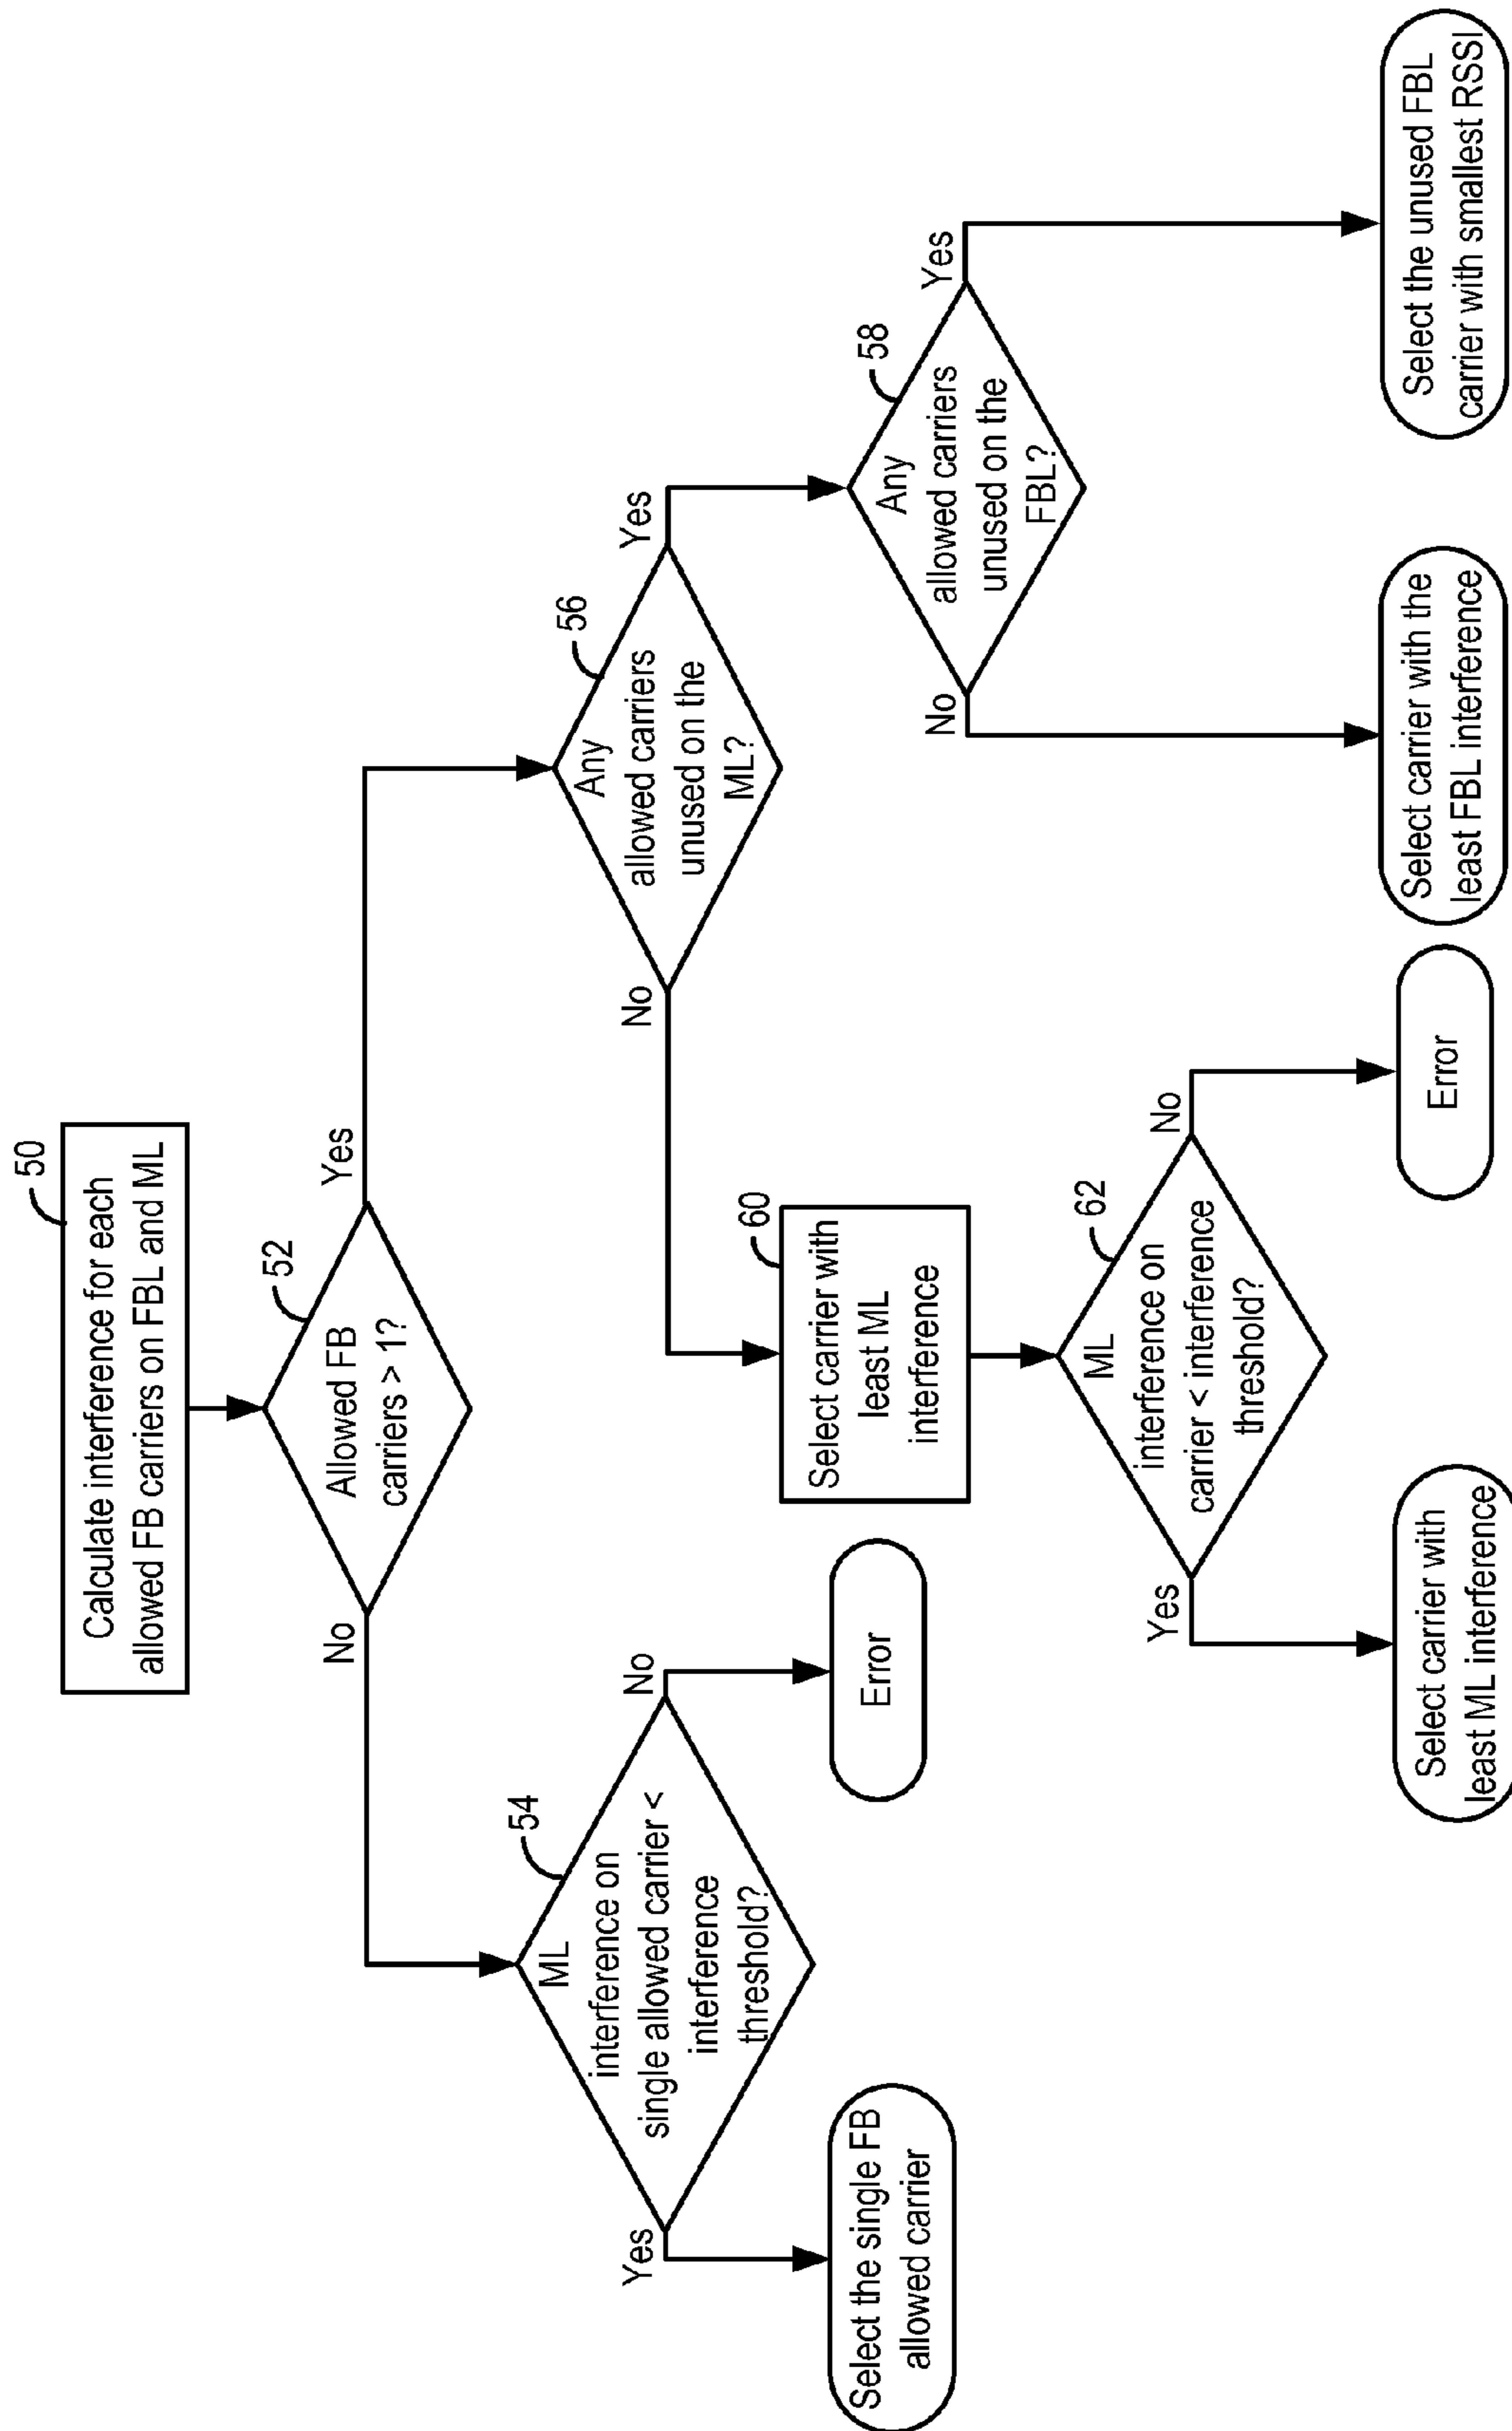 50
Calculate interference for each
allowed FB carriers on FBL and ML
52
Allowed FB
carriers > 1?
No
Yes
54
ML
interference on
single allowed carrier <
interference
threshold?
Yes
No
Select the single FB
allowed carrier
Error
56
Any
allowed carriers
unused on the
ML?
No
Yes
60
Select carrier with
least ML
interference
62
ML
interference on
carrier < interference
threshold?
Yes
No
Select carrier with
least ML interference
Error
58
Any
allowed carriers
unused on the
FBL?
No
Yes
Select carrier with the
least FBL interference
Select the unused FBL
carrier with smallest RSSI